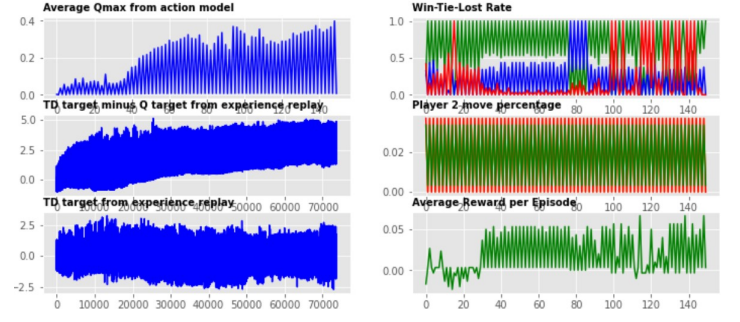 Average Qmax from action model
Win-Tie-Lost Rate
0.4
0.2
0.0
1.0
0.5
0.0
0 20 40 60 80 100 120 140
0 20 40 60 80 100 120 140
TD target minus Q target from experience replay
Player 2 move percentage
5.0
2.5
0.0
0.02
0.00
0 10000 20000 30000 40000 50000 60000 70000
0 20 40 60 80 100 120 140
TD target from experience replay
Average Reward per Episode
2.5
0.0
−2.5
0.05
0.00
0 10000 20000 30000 40000 50000 60000 70000
0 20 40 60 80 100 120 140